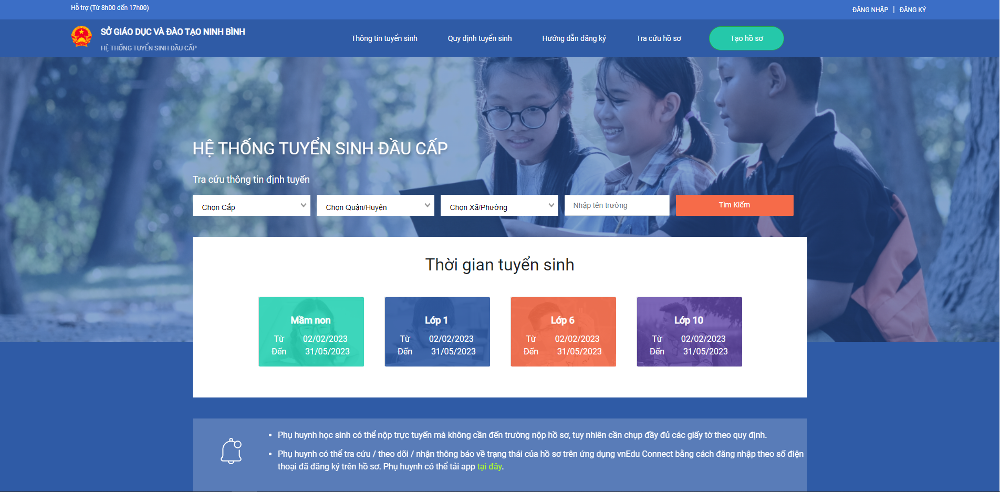 Hỗ trợ (Từ 8h00 đến 17h00)
ĐĂNG NHẬP | ĐĂNG KÝ
SỞ GIÁO DỤC VÀ ĐÀO TẠO NINH BÌNH
HỆ THỐNG TUYỂN SINH ĐẦU CẤP
Thông tin tuyển sinh
Quy định tuyển sinh
Hướng dẫn đăng ký
Tra cứu hồ sơ
Tạo hồ sơ
HỆ THỐNG TUYỂN SINH ĐẦU CẤP
Tra cứu thông tin định tuyến
Chọn Cấp
Chọn Quận/Huyện
Chọn Xã/Phường
Nhập tên trường
Tìm Kiếm
Thời gian tuyển sinh
Mầm non
Từ 02/02/2023
Đến 31/05/2023
Lớp 1
Từ 02/02/2023
Đến 31/05/2023
Lớp 6
Từ 02/02/2023
Đến 31/05/2023
Lớp 10
Từ 02/02/2023
Đến 31/05/2023
• Phụ huynh học sinh có thể nộp trực tuyến mà không cần đến trường nộp hồ sơ, tuy nhiên cần chụp đầy đủ các giấy tờ theo quy định.
• Phụ huynh có thể tra cứu / theo dõi / nhận thông báo về trạng thái của hồ sơ trên ứng dụng vnEdu Connect bằng cách đăng nhập theo số điện
thoại đã đăng ký trên hồ sơ. Phụ huynh có thể tải app tại đây.